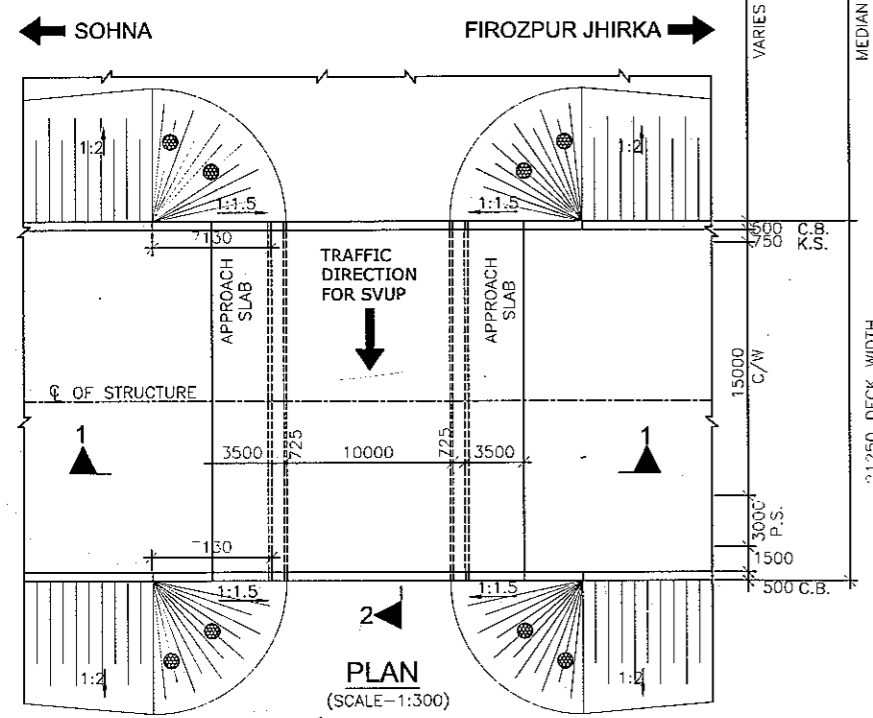 SOHNA
FIROZPUR JHIRKA
VARIES
MEDIAN
1:2
1:2
1:1.5
1:1.5
500 C.B.
750 K.S.
7130
TRAFFIC
DIRECTION
FOR SVUP
APPROACH
SLAB
APPROACH
SLAB
15000
C/W
DECK WIDTH
℄ OF STRUCTURE
1
1
3500
725
10000
725
3500
3000
P.S.
7130
1500
500 C.B.
1:1.5
1:1.5
2
1:2
1:2
PLAN
(SCALE-1:300)